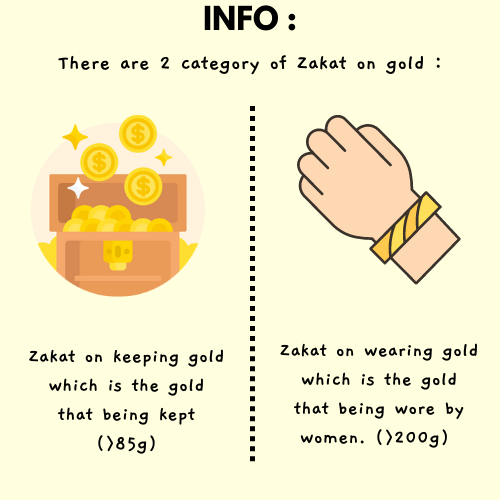 INFO :
There are 2 category of Zakat on gold :
Zakat on keeping gold
which is the gold
that being kept
(>85g)
Zakat on wearing gold
which is the gold
that being wore by
women. (>200g)